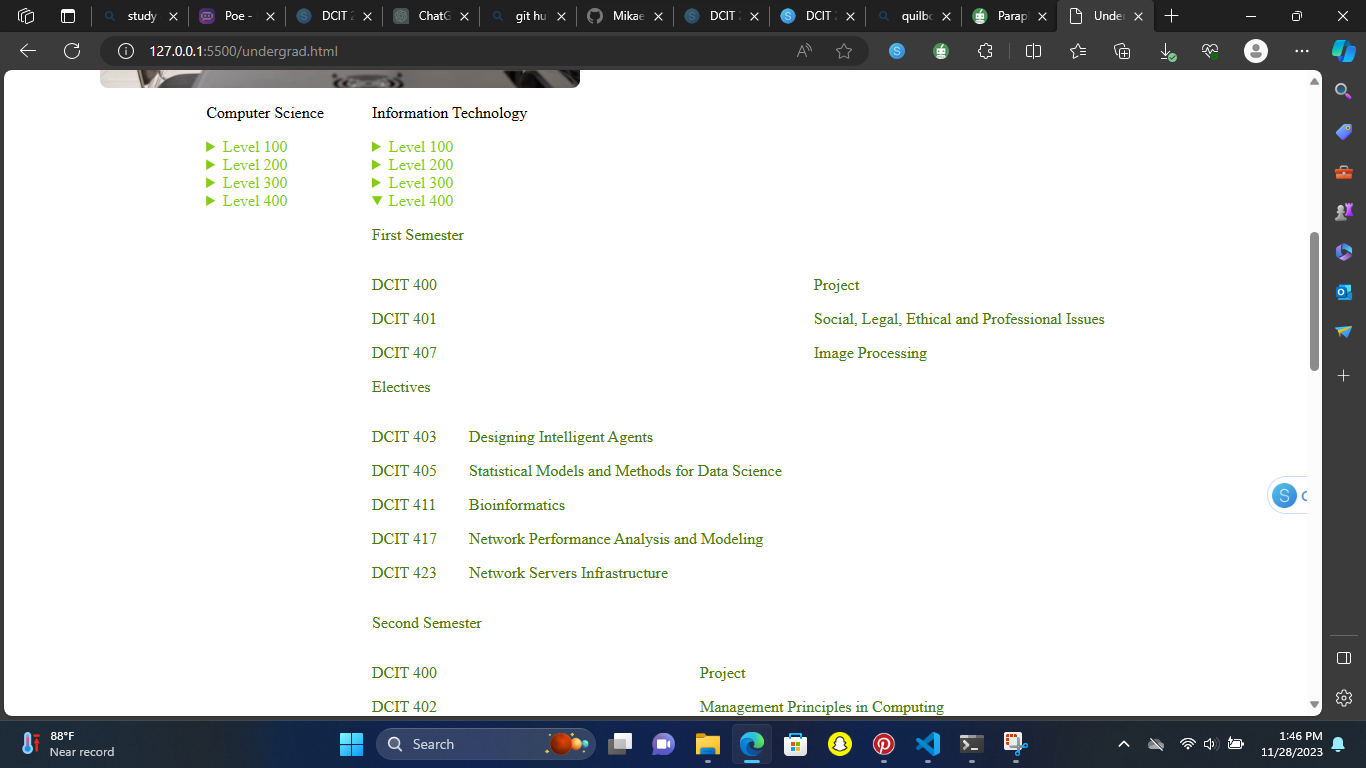 study
Poe -
DCIT 2
ChatG
git hu
Mikae
DCIT
DCIT
quilbo
Parap
Under
127.0.0.1:5500/undergrad.html
Computer Science Information Technology
Level 100 Level 100
Level 200 Level 200
Level 300 Level 300
Level 400 Level 400
First Semester
DCIT 400 Project
DCIT 401 Social, Legal, Ethical and Professional Issues
DCIT 407 Image Processing
Electives
DCIT 403 Designing Intelligent Agents
DCIT 405 Statistical Models and Methods for Data Science
DCIT 411 Bioinformatics
DCIT 417 Network Performance Analysis and Modeling
DCIT 423 Network Servers Infrastructure
Second Semester
DCIT 400 Project
DCIT 402 Management Principles in Computing
88°F
Near record
Search
1:46 PM
11/28/2023